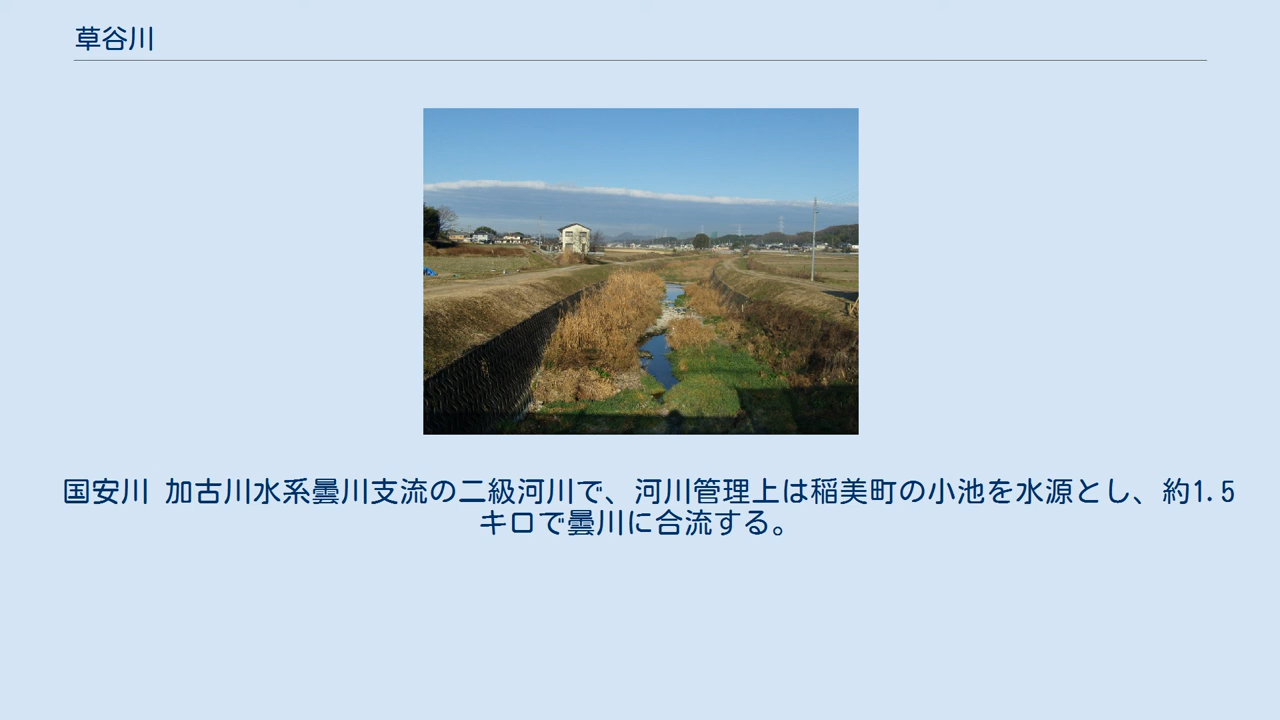 草谷川
国安川 加古川水系曇川支流の二級河川で、河川管理上は稲美町の小池を水源とし、約1.5
キロで曇川に合流する。